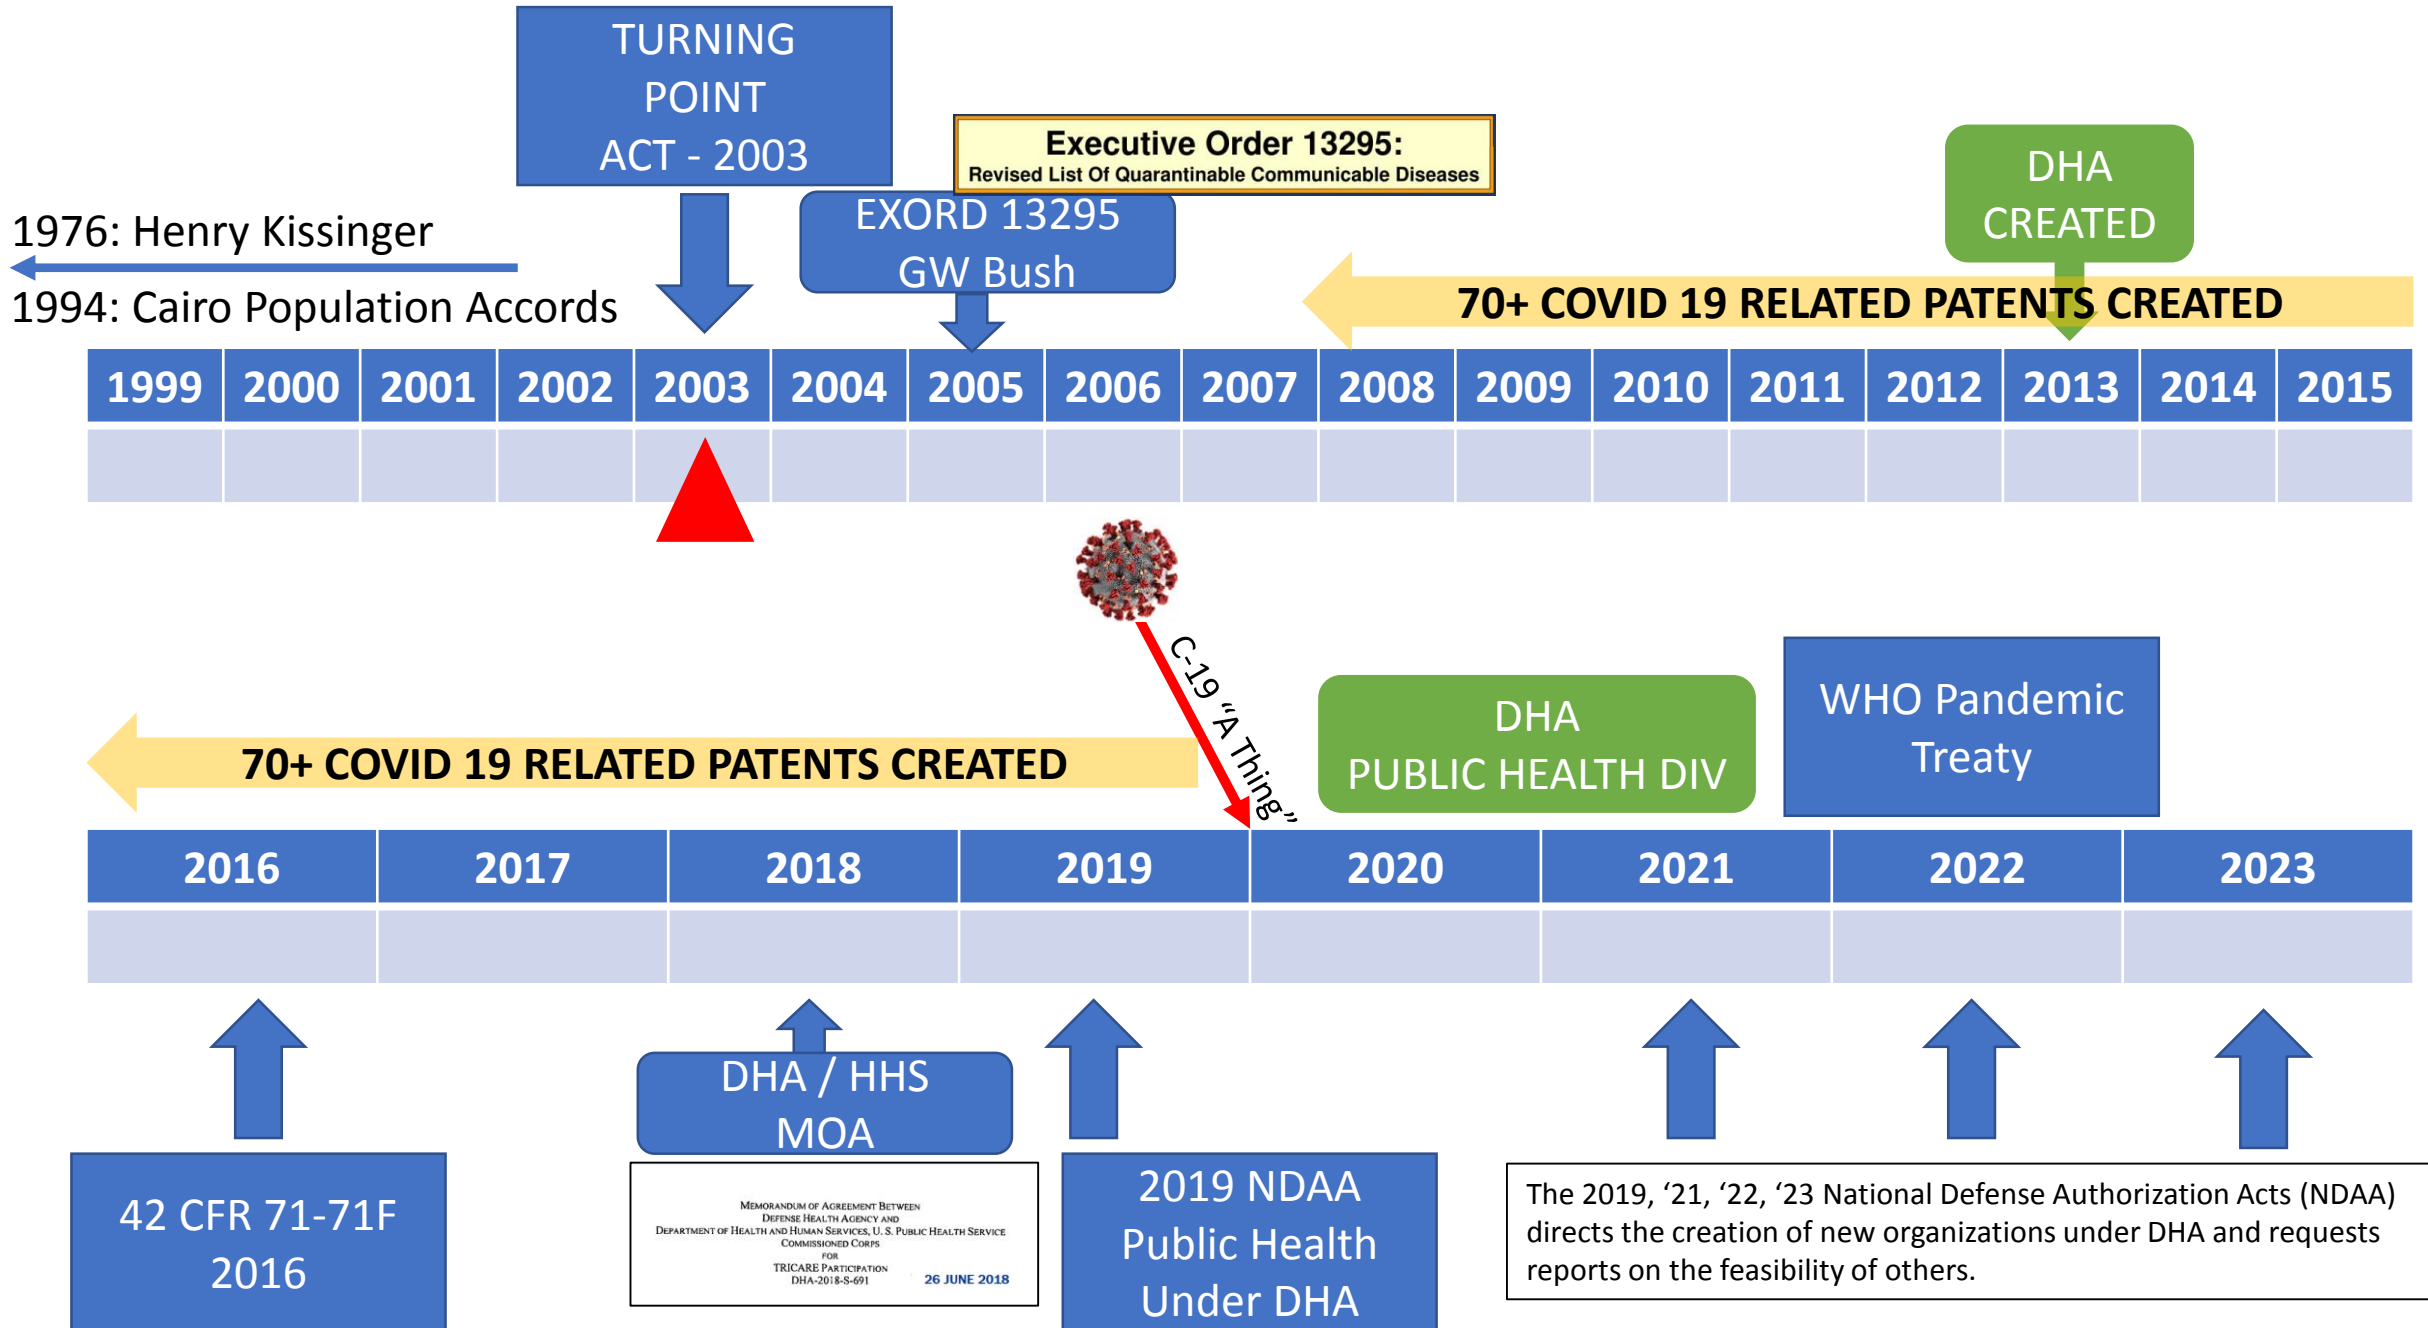 TURNING
POINT
ACT - 2003
Executive Order 13295:
Revised List Of Quarantinable Communicable Diseases
EXORD 13295
GW Bush
DHA
CREATED
1976: Henry Kissinger
1994: Cairo Population Accords
70+ COVID 19 RELATED PATENTS CREATED
1999 2000 2001 2002 2003 2004 2005 2006 2007 2008 2009 2010 2011 2012 2013 2014 2015
C-19 “A Thing”
DHA
PUBLIC HEALTH DIV
WHO Pandemic
Treaty
70+ COVID 19 RELATED PATENTS CREATED
2016 2017 2018 2019 2020 2021 2022 2023
42 CFR 71-71F
2016
DHA / HHS
MOA
MEMORANDUM OF AGREEMENT BETWEEN
DEFENSE HEALTH AGENCY AND
DEPARTMENT OF HEALTH AND HUMAN SERVICES, U. S. PUBLIC HEALTH SERVICE
COMMISSIONED CORPS
FOR
TRICARE PARTICIPATION
DHA-2018-S-691
26 JUNE 2018
2019 NDAA
Public Health
Under DHA
The 2019, ‘21, ‘22, ‘23 National Defense Authorization Acts (NDAA)
directs the creation of new organizations under DHA and requests
reports on the feasibility of others.